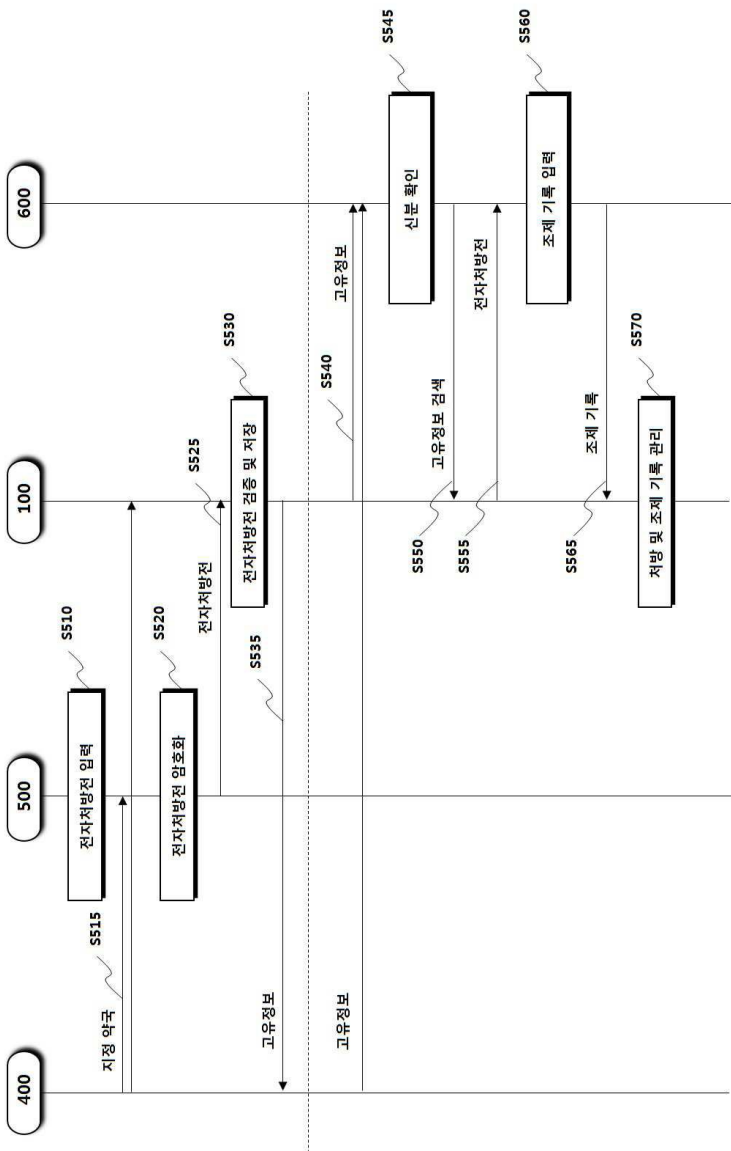 400
500
100
600
S510
전자처방전 입력
S515
지정 약국
S520
전자처방전 암호화
S525
전자처방전
S530
전자처방전 검증 및 저장
S535
고유정보
S540
고유정보
고유정보
S545
신분 확인
S550
고유정보 검색
S555
전자처방전
S560
조제 기록 입력
S565
조제 기록
S570
처방 및 조제 기록 관리